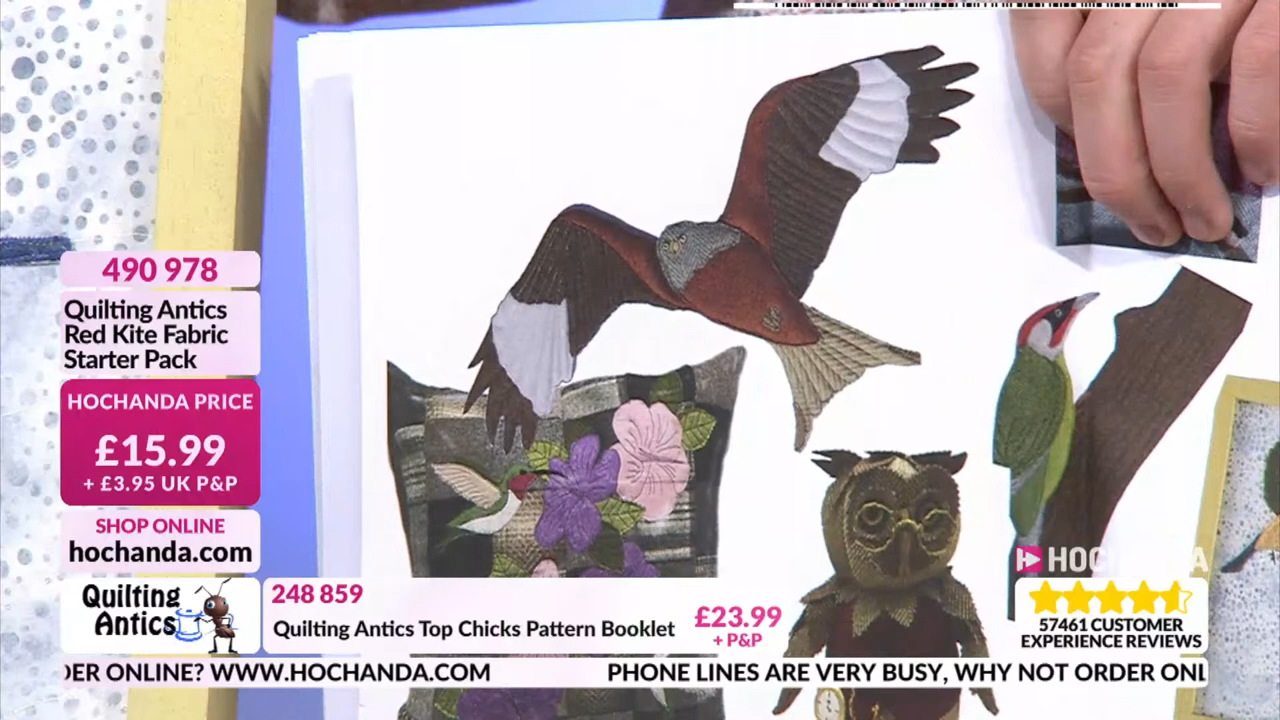 490 978
Quilting Antics
Red Kite Fabric
Starter Pack
HOCHANDA PRICE
£15.99
+ £3.95 UK P&P
SHOP ONLINE
hochanda.com
Quilting
Antics
248 859
Quilting Antics Top Chicks Pattern Booklet
£23.99
+ P&P
HOCHANDA
57461 CUSTOMER
EXPERIENCE REVIEWS
DER ONLINE? WWW.HOCHANDA.COM PHONE LINES ARE VERY BUSY, WHY NOT ORDER ONL